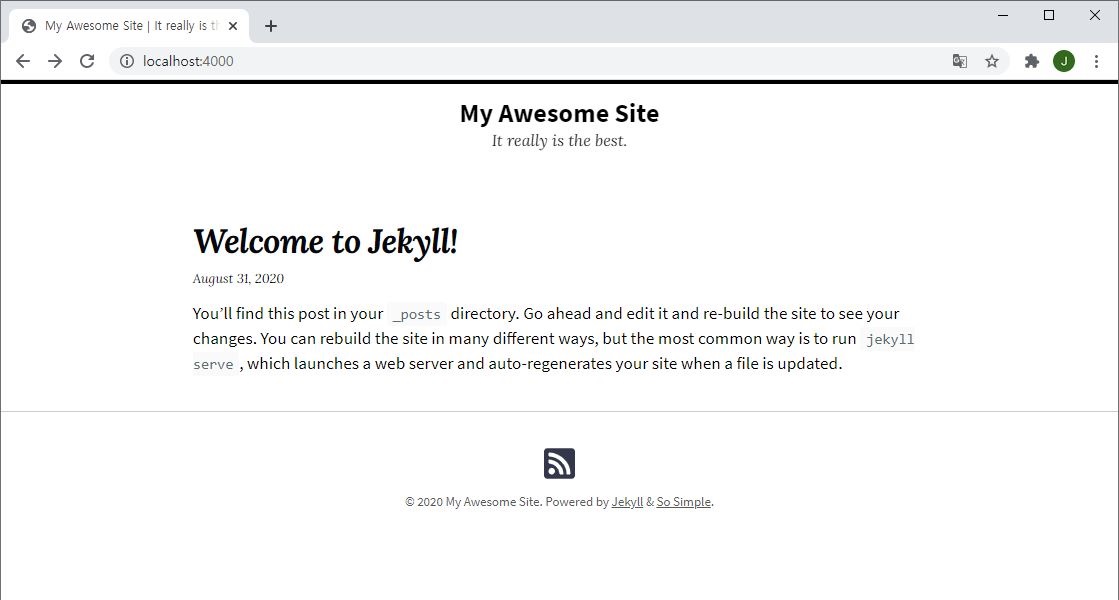 My Awesome Site | It really is th
localhost:4000
J
My Awesome Site
It really is the best.
Welcome to Jekyll!
August 31, 2020
You’ll find this post in your _posts directory. Go ahead and edit it and re-build the site to see your
changes. You can rebuild the site in many different ways, but the most common way is to run jekyll
serve , which launches a web server and auto-regenerates your site when a file is updated.
© 2020 My Awesome Site. Powered by Jekyll & So Simple.